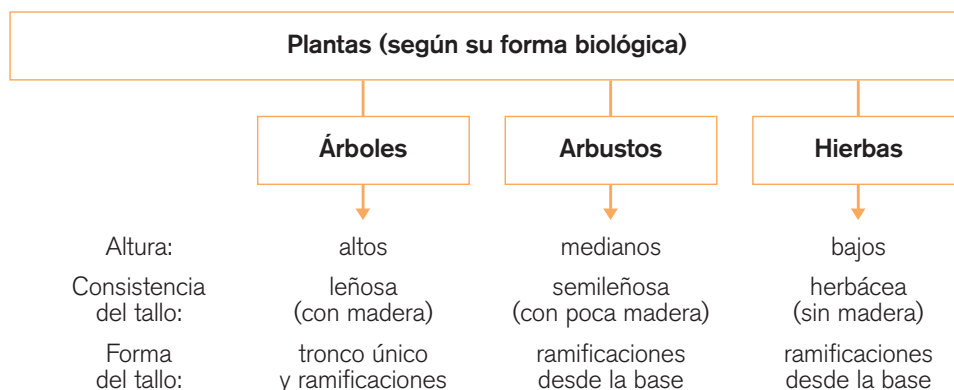 Plantas (según su forma biológica)
Árboles
Arbustos
Hierbas
Altura:
altos
medianos
bajos
Consistencia
del tallo:
leñosa
(con madera)
semileñosa
(con poca madera)
herbácea
(sin madera)
Forma
del tallo:
tronco único
y ramificaciones
ramificaciones
desde la base
ramificaciones
desde la base